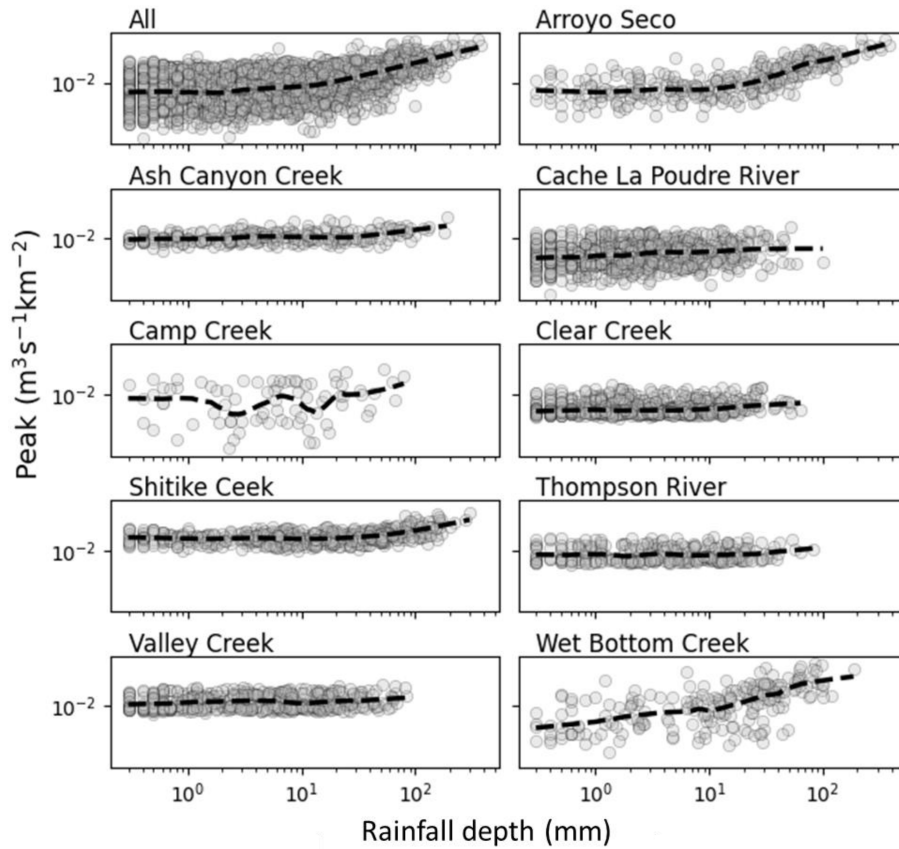 All
Arroyo Seco
10⁻²
Ash Canyon Creek
Cache La Poudre River
10⁻²
Camp Creek
Clear Creek
10⁻²
Shitike Ceek
Thompson River
10⁻²
Valley Creek
Wet Bottom Creek
10⁻²
10⁰ 10¹ 10²
10⁰ 10¹ 10²
Peak (m³s⁻¹km⁻²)
Rainfall depth (mm)